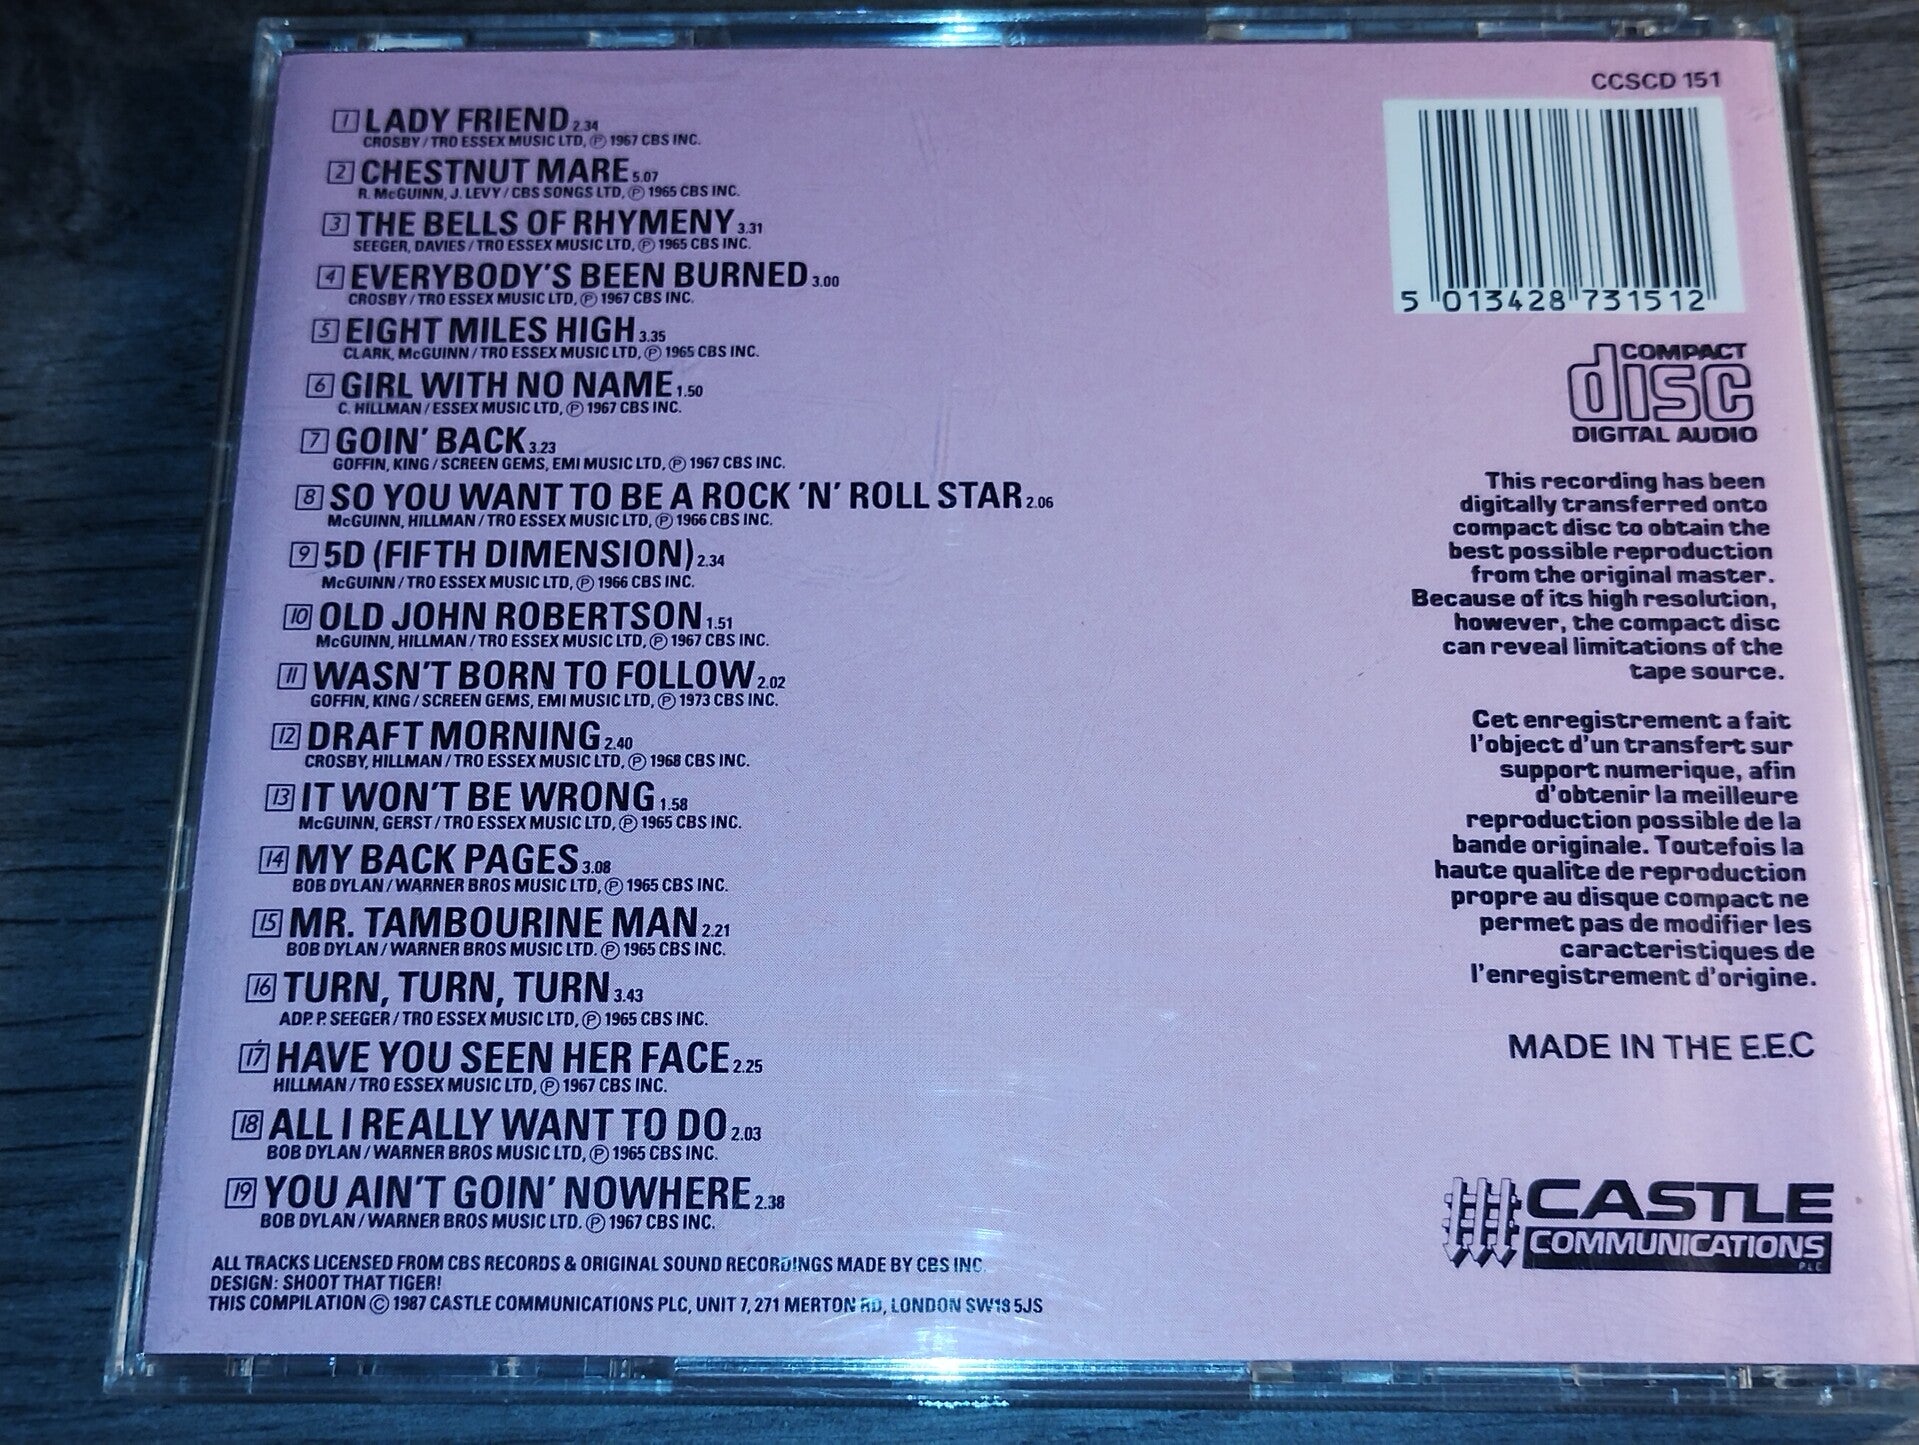 1 LADY FRIEND 2.34
CROSBY / TRO ESSEX MUSIC LTD, Ⓟ 1967 CBS INC.
2 CHESTNUT MARE 5.07
R. McGUINN, J. LEVY / CBS SONGS LTD, Ⓟ 1965 CBS INC.
3 THE BELLS OF RHYMENY 3.31
SEEGER, DAVIES / TRO ESSEX MUSIC LTD, Ⓟ 1965 CBS INC.
4 EVERYBODY'S BEEN BURNED 3.00
CROSBY / TRO ESSEX MUSIC LTD, Ⓟ 1967 CBS INC.
5 EIGHT MILES HIGH 3.35
CLARK, McGUINN / TRO ESSEX MUSIC LTD, Ⓟ 1965 CBS INC.
6 GIRL WITH NO NAME 1.50
C. HILLMAN / ESSEX MUSIC LTD, Ⓟ 1967 CBS INC.
7 GOIN' BACK 3.23
GOFFIN, KING / SCREEN GEMS, EMI MUSIC LTD, Ⓟ 1967 CBS INC.
8 SO YOU WANT TO BE A ROCK 'N' ROLL STAR 2.06
McGUINN, HILLMAN / TRO ESSEX MUSIC LTD, Ⓟ 1966 CBS INC.
9 5D (FIFTH DIMENSION) 2.34
McGUINN / TRO ESSEX MUSIC LTD, Ⓟ 1966 CBS INC.
10 OLD JOHN ROBERTSON 1.51
McGUINN, HILLMAN / TRO ESSEX MUSIC LTD, Ⓟ 1967 CBS INC.
11 WASN'T BORN TO FOLLOW 2.02
GOFFIN, KING / SCREEN GEMS, EMI MUSIC LTD, Ⓟ 1973 CBS INC.
12 DRAFT MORNING 2.40
CROSBY, HILLMAN / TRO ESSEX MUSIC LTD, Ⓟ 1968 CBS INC.
13 IT WON'T BE WRONG 1.58
McGUINN, GERST / TRO ESSEX MUSIC LTD, Ⓟ 1965 CBS INC.
14 MY BACK PAGES 3.08
BOB DYLAN / WARNER BROS MUSIC LTD, Ⓟ 1965 CBS INC.
15 MR. TAMBOURINE MAN 2.21
BOB DYLAN / WARNER BROS MUSIC LTD. Ⓟ 1965 CBS INC.
16 TURN, TURN, TURN 3.43
ADP. P. SEEGER / TRO ESSEX MUSIC LTD, Ⓟ 1965 CBS INC.
17 HAVE YOU SEEN HER FACE 2.25
HILLMAN / TRO ESSEX MUSIC LTD, Ⓟ 1967 CBS INC.
18 ALL I REALLY WANT TO DO 2.03
BOB DYLAN / WARNER BROS MUSIC LTD, Ⓟ 1965 CBS INC.
19 YOU AIN'T GOIN' NOWHERE 2.38
BOB DYLAN / WARNER BROS MUSIC LTD. Ⓟ 1967 CBS INC.
ALL TRACKS LICENSED FROM CBS RECORDS & ORIGINAL SOUND RECORDINGS MADE BY CBS INC.
DESIGN: SHOOT THAT TIGER!
THIS COMPILATION © 1987 CASTLE COMMUNICATIONS PLC, UNIT 7, 271 MERTON RD, LONDON SW18 5JS
CCSCD 151
5 013428 731512
COMPACT
disc
DIGITAL AUDIO
This recording has been
digitally transferred onto
compact disc to obtain the
best possible reproduction
from the original master.
Because of its high resolution,
however, the compact disc
can reveal limitations of the
tape source.
Cet enregistrement a fait
l'object d'un transfert sur
support numerique, afin
d'obtenir la meilleure
reproduction possible de la
bande originale. Toutefois la
haute qualite de reproduction
propre au disque compact ne
permet pas de modifier les
caracteristiques de
l'enregistrement d'origine.
MADE IN THE E.E.C
CASTLE
COMMUNICATIONS
PLC